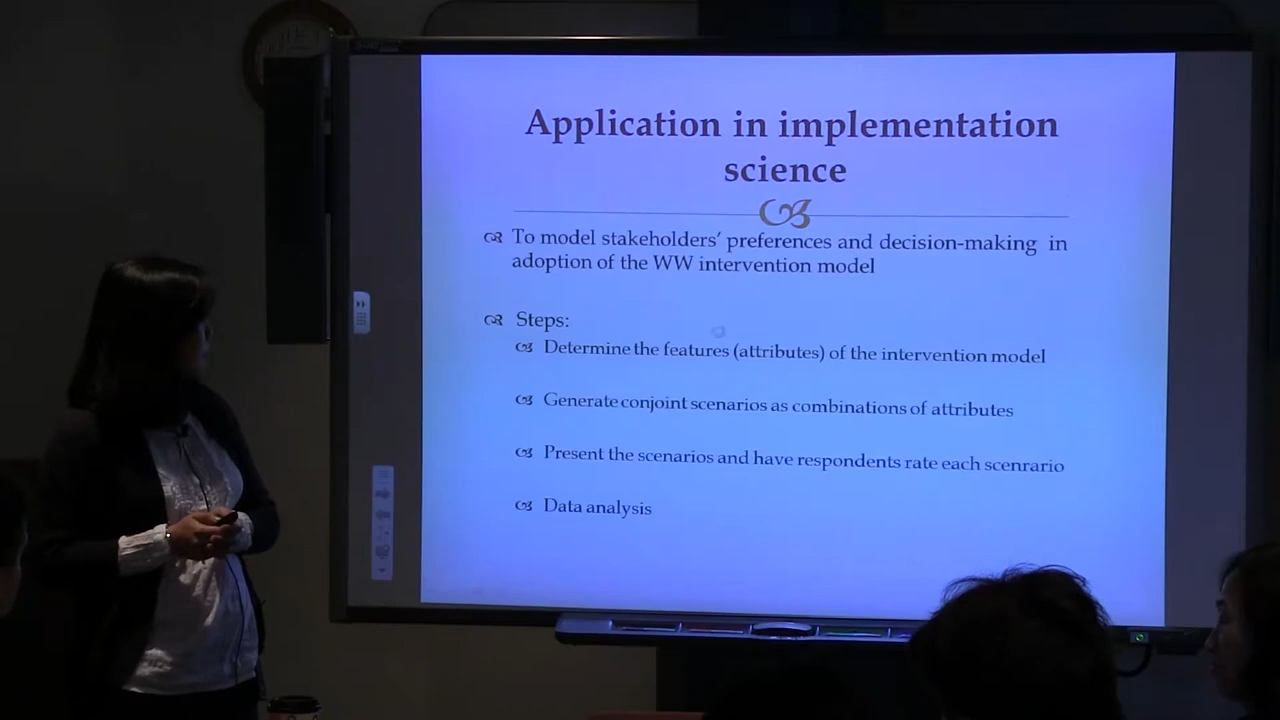 Application in implementation
science
To model stakeholders' preferences and decision-making in
adoption of the WW intervention model
Steps:
Determine the features (attributes) of the intervention model
Generate conjoint scenarios as combinations of attributes
Present the scenarios and have respondents rate each scenrario
Data analysis